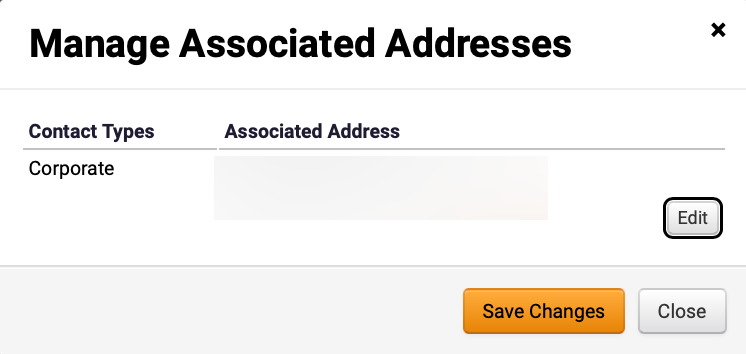 Manage Associated Addresses
×
Contact Types Associated Address
Corporate
Edit
Save Changes Close